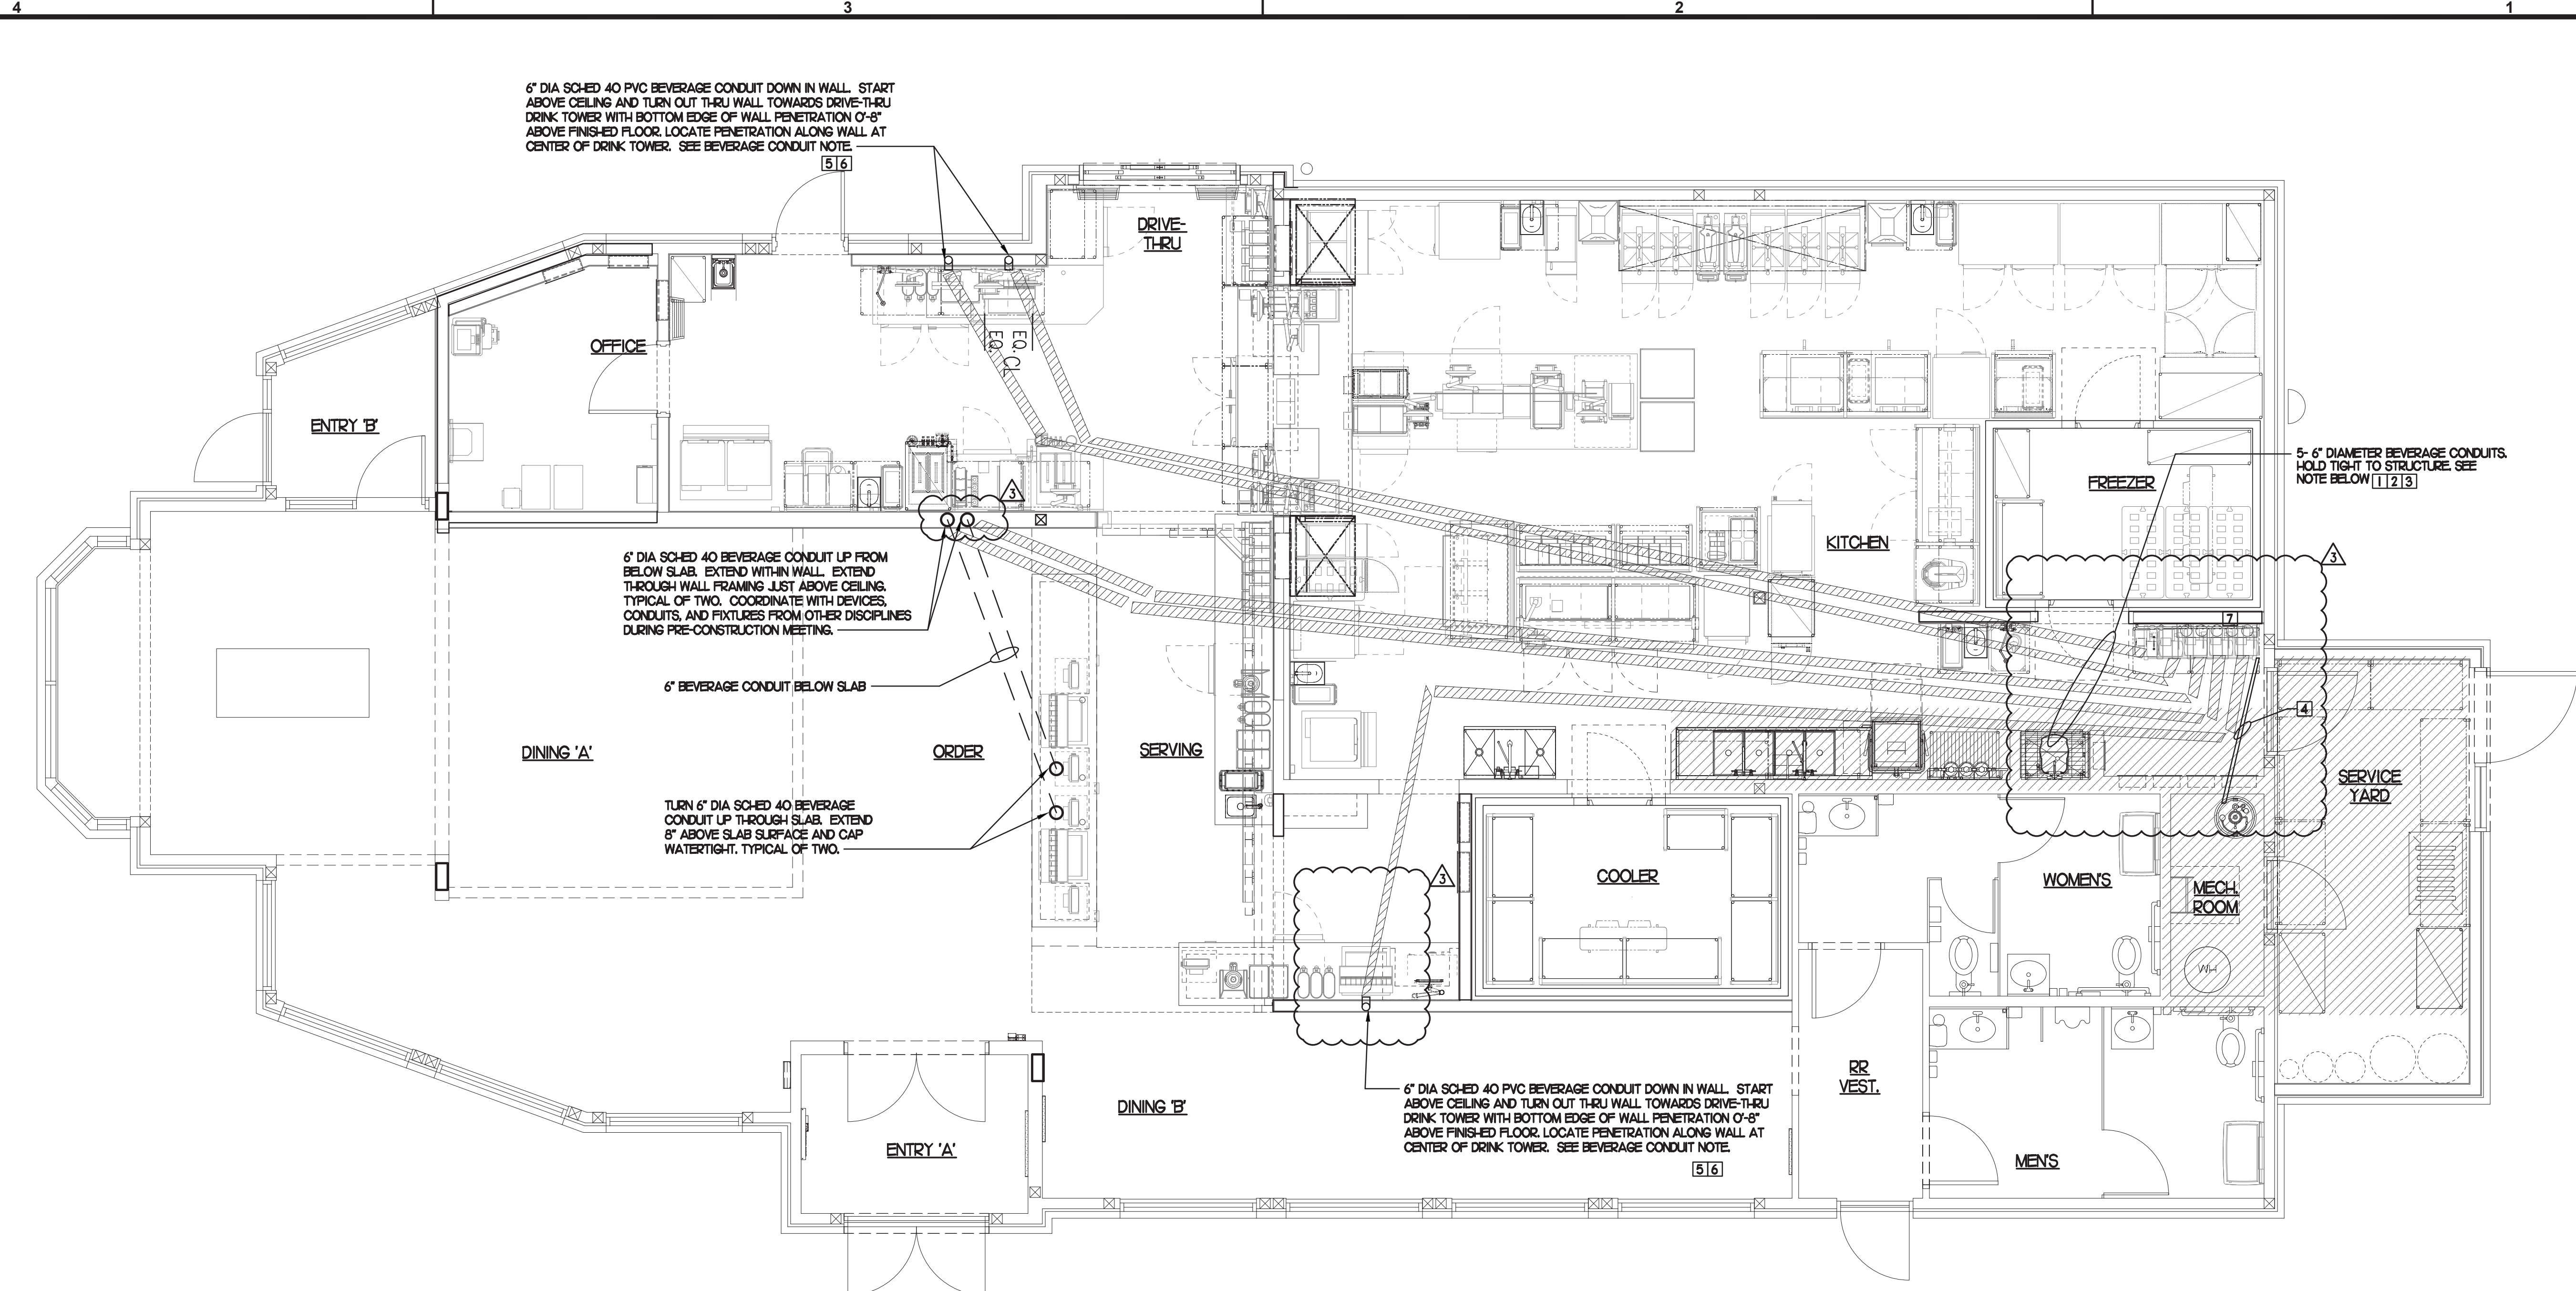 4
3
2
1
6" DIA SCHED 40 PVC BEVERAGE CONDUIT DOWN IN WALL. START
ABOVE CEILING AND TURN OUT THRU WALL TOWARDS DRIVE-THRU
DRINK TOWER WITH BOTTOM EDGE OF WALL PENETRATION 0'-8"
ABOVE FINISHED FLOOR. LOCATE PENETRATION ALONG WALL AT
CENTER OF DRINK TOWER. SEE BEVERAGE CONDUIT NOTE.
5 6
DRIVE-
THRU
OFFICE
EQ.
EQ.
CL
ENTRY 'B'
5- 6" DIAMETER BEVERAGE CONDUITS.
HOLD TIGHT TO STRUCTURE. SEE
NOTE BELOW 1 2 3
FREEZER
3
KITCHEN
3
6" DIA SCHED 40 BEVERAGE CONDUIT UP FROM
BELOW SLAB. EXTEND WITHIN WALL. EXTEND
THROUGH WALL FRAMING JUST ABOVE CEILING.
TYPICAL OF TWO. COORDINATE WITH DEVICES,
CONDUITS, AND FIXTURES FROM OTHER DISCIPLINES
DURING PRE-CONSTRUCTION MEETING.
7
6" BEVERAGE CONDUIT BELOW SLAB
4
DINING 'A'
ORDER
SERVING
SERVICE
YARD
TURN 6" DIA SCHED 40 BEVERAGE
CONDUIT UP THROUGH SLAB. EXTEND
8" ABOVE SLAB SURFACE AND CAP
WATERTIGHT. TYPICAL OF TWO.
3
COOLER
WOMEN'S
MECH.
ROOM
WH
RR
VEST.
6" DIA SCHED 40 PVC BEVERAGE CONDUIT DOWN IN WALL. START
ABOVE CEILING AND TURN OUT THRU WALL TOWARDS DRIVE-THRU
DRINK TOWER WITH BOTTOM EDGE OF WALL PENETRATION 0'-8"
ABOVE FINISHED FLOOR. LOCATE PENETRATION ALONG WALL AT
CENTER OF DRINK TOWER. SEE BEVERAGE CONDUIT NOTE.
5 6
DINING 'B'
ENTRY 'A'
MEN'S